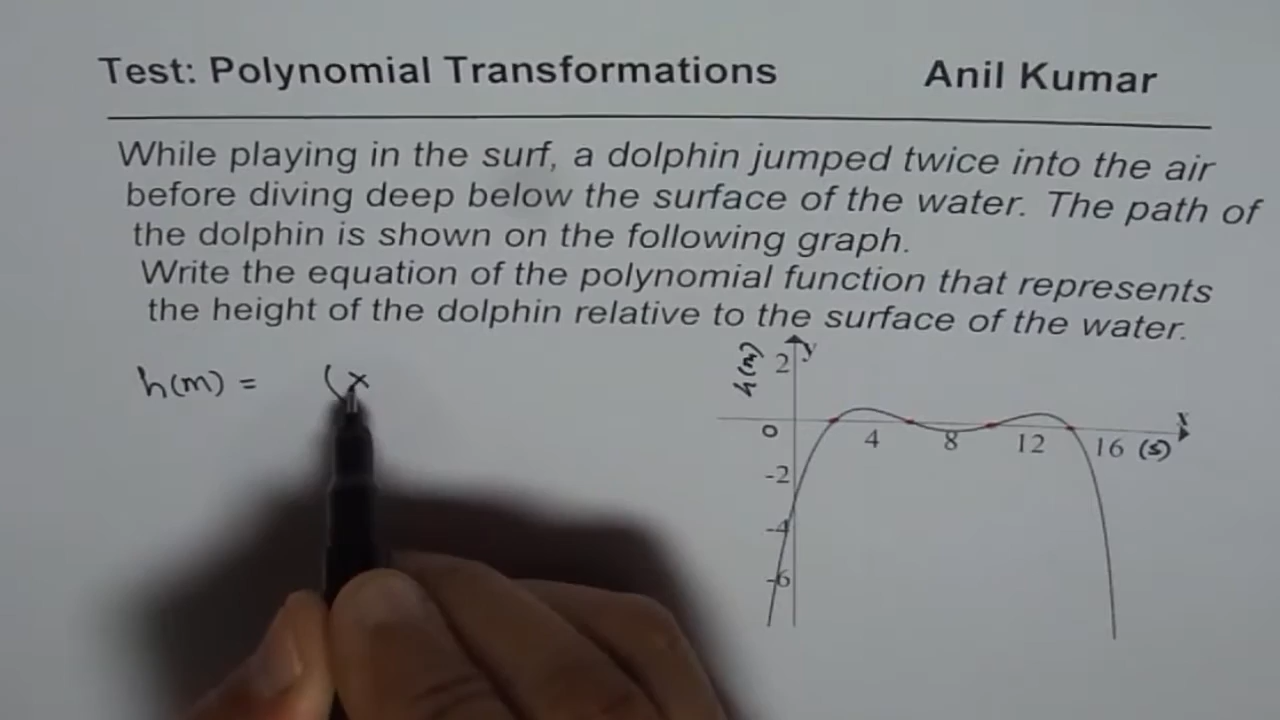 Test: Polynomial Transformations Anil Kumar
While playing in the surf, a dolphin jumped twice into the air
before diving deep below the surface of the water. The path of
the dolphin is shown on the following graph.
Write the equation of the polynomial function that represents
the height of the dolphin relative to the surface of the water.
h(m) = (x
h(m) 2 y
x
0 4 8 12 16 (s)
-2
-4
-6